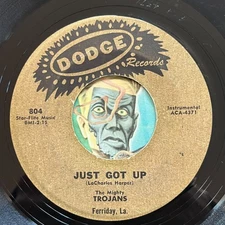 DODGE
Records
804
Star-Flite Music
BMI-2:15
Instrumental
ACA-4371
JUST GOT UP
(LaCharles Harper)
The Mighty
TROJANS
Ferriday, La.